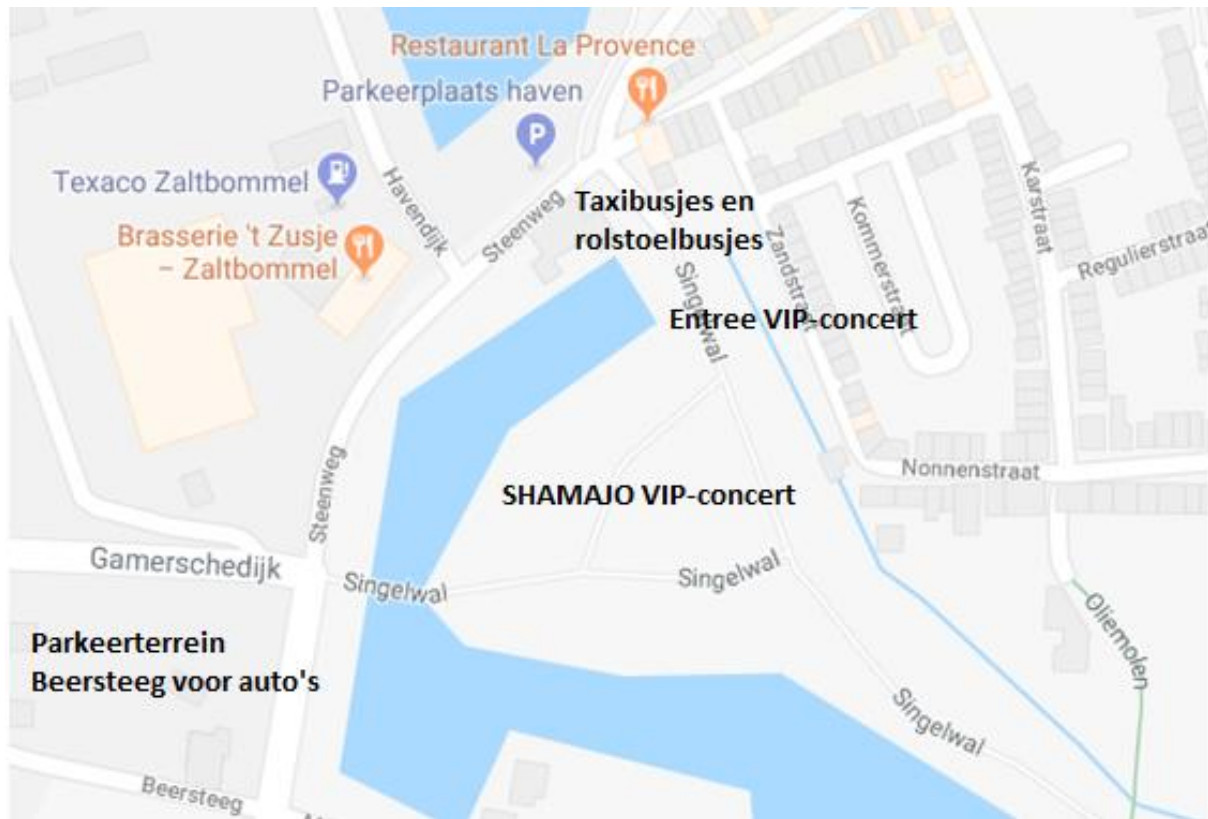 Restaurant La Provence
Parkeerplaats haven
P
Texaco Zaltbommel
Havendijk
Steenweg
Brasserie 't Zusje
– Zaltbommel
Taxibusjes en
rolstoelbusjes
Karstraat
Kommerstraat
Zandstraat
Regulierstraat
Singelwal
Entree VIP-concert
Steenweg
SHAMAJO VIP-concert
Nonnenstraat
Gamerschedijk
Singelwal
Singelwal
Oliemolen
Parkeerterrein
Beersteeg voor auto's
Singelwal
Beersteeg